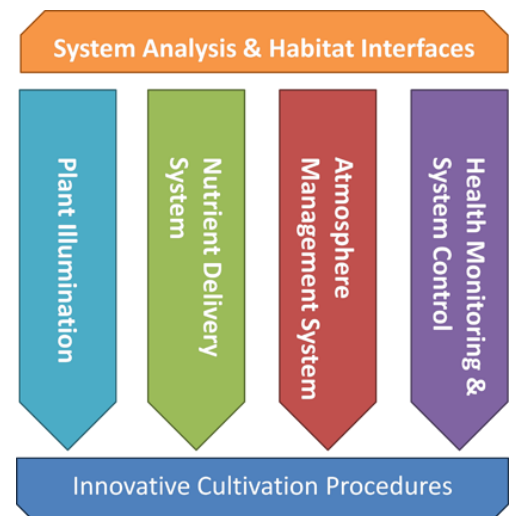 System Analysis & Habitat Interfaces
Plant Illumination
Nutrient Delivery
System
Atmosphere
Management System
Health Monitoring &
System Control
Innovative Cultivation Procedures